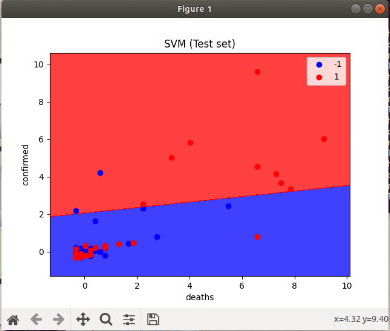 Figure 1
SVM (Test set)
-1
1
10
8
6
4
2
0
confirmed
0
2
4
6
8
10
deaths
x=4.32 y=9.40